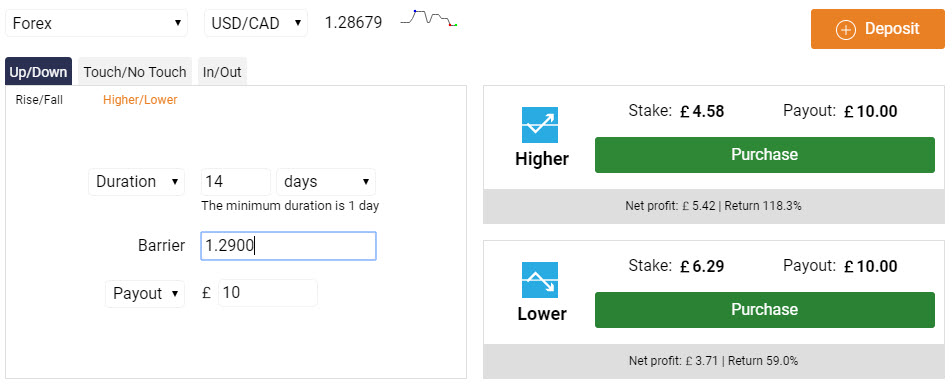 Forex USD/CAD 1.28679 Deposit
Up/Down Touch/No Touch In/Out
Rise/Fall Higher/Lower
Duration 14 days
The minimum duration is 1 day
Barrier 1.2900
Payout £ 10
Higher
Stake: £ 4.58 Payout: £ 10.00
Purchase
Net profit: £ 5.42 | Return 118.3%
Lower
Stake: £ 6.29 Payout: £ 10.00
Purchase
Net profit: £ 3.71 | Return 59.0%